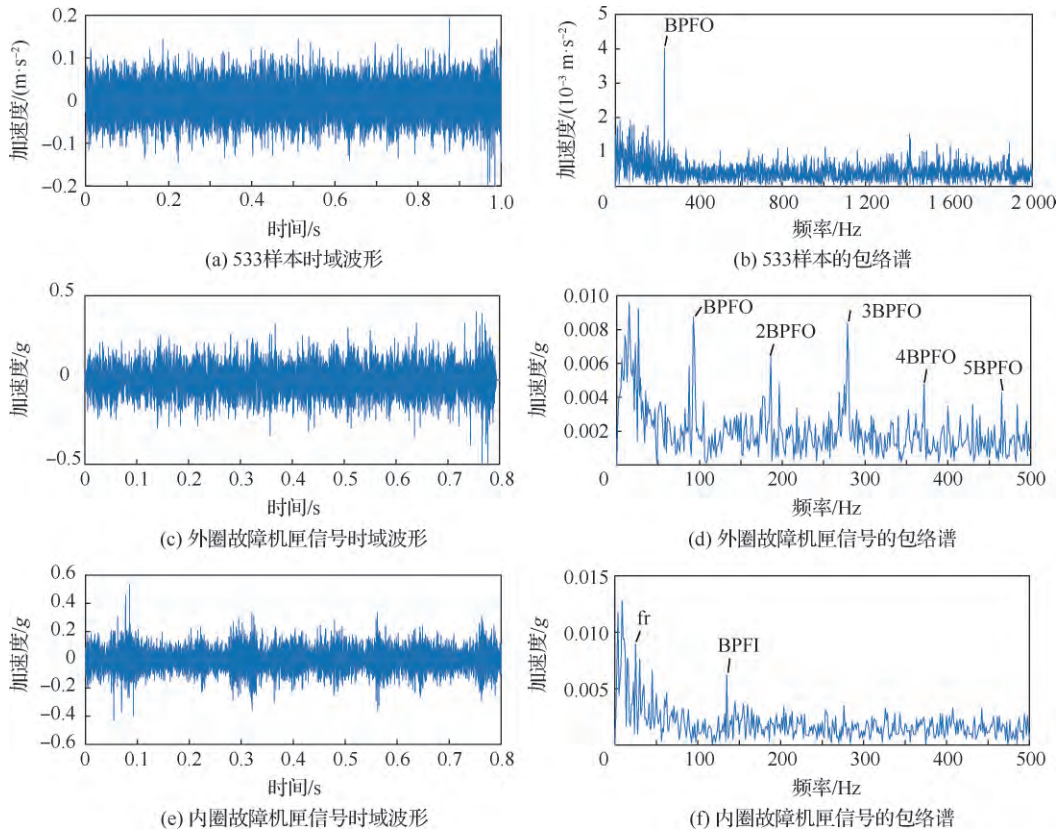 0.2
0.1
0
−0.1
−0.2
加速度/(m·s⁻²)
0 0.2 0.4 0.6 0.8 1.0
时间/s
(a) 533样本时域波形
5
4
3
2
1
加速度/(10⁻³ m·s⁻²)
BPFO
0 400 800 1 200 1 600 2 000
频率/Hz
(b) 533样本的包络谱
0.5
0
−0.5
加速度/g
0 0.1 0.2 0.3 0.4 0.5 0.6 0.7 0.8
时间/s
(c) 外圈故障机匣信号时域波形
0.010
0.008
0.006
0.004
0.002
加速度/g
BPFO
2BPFO
3BPFO
4BPFO
5BPFO
0 100 200 300 400 500
频率/Hz
(d) 外圈故障机匣信号的包络谱
0.6
0.4
0.2
0
−0.2
−0.4
−0.6
加速度/g
0 0.1 0.2 0.3 0.4 0.5 0.6 0.7 0.8
时间/s
(e) 内圈故障机匣信号时域波形
0.015
0.010
0.005
加速度/g
fr
BPFI
0 100 200 300 400 500
频率/Hz
(f) 内圈故障机匣信号的包络谱